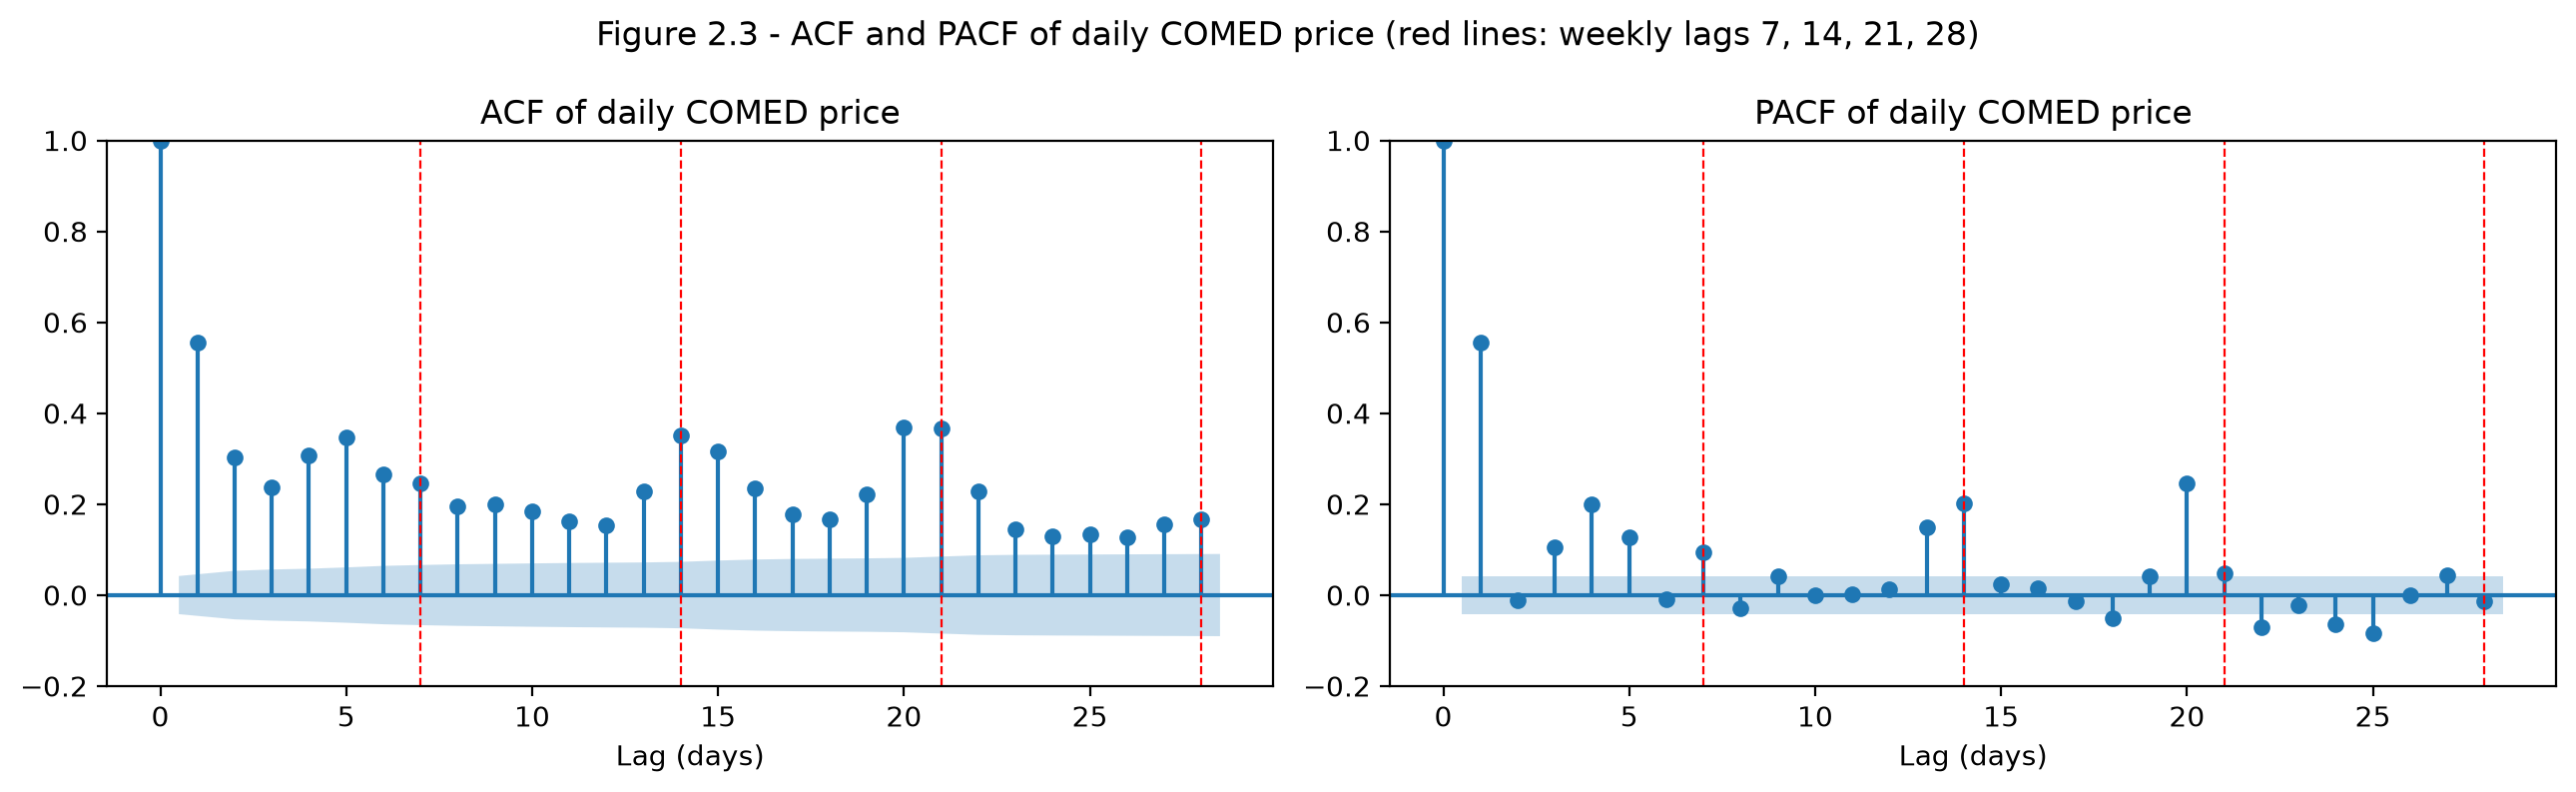 Figure 2.3 - ACF and PACF of daily COMED price (red lines: weekly lags 7, 14, 21, 28)
ACF of daily COMED price
1.0
0.8
0.6
0.4
0.2
0.0
−0.2
0 5 10 15 20 25
Lag (days)
PACF of daily COMED price
1.0
0.8
0.6
0.4
0.2
0.0
−0.2
0 5 10 15 20 25
Lag (days)